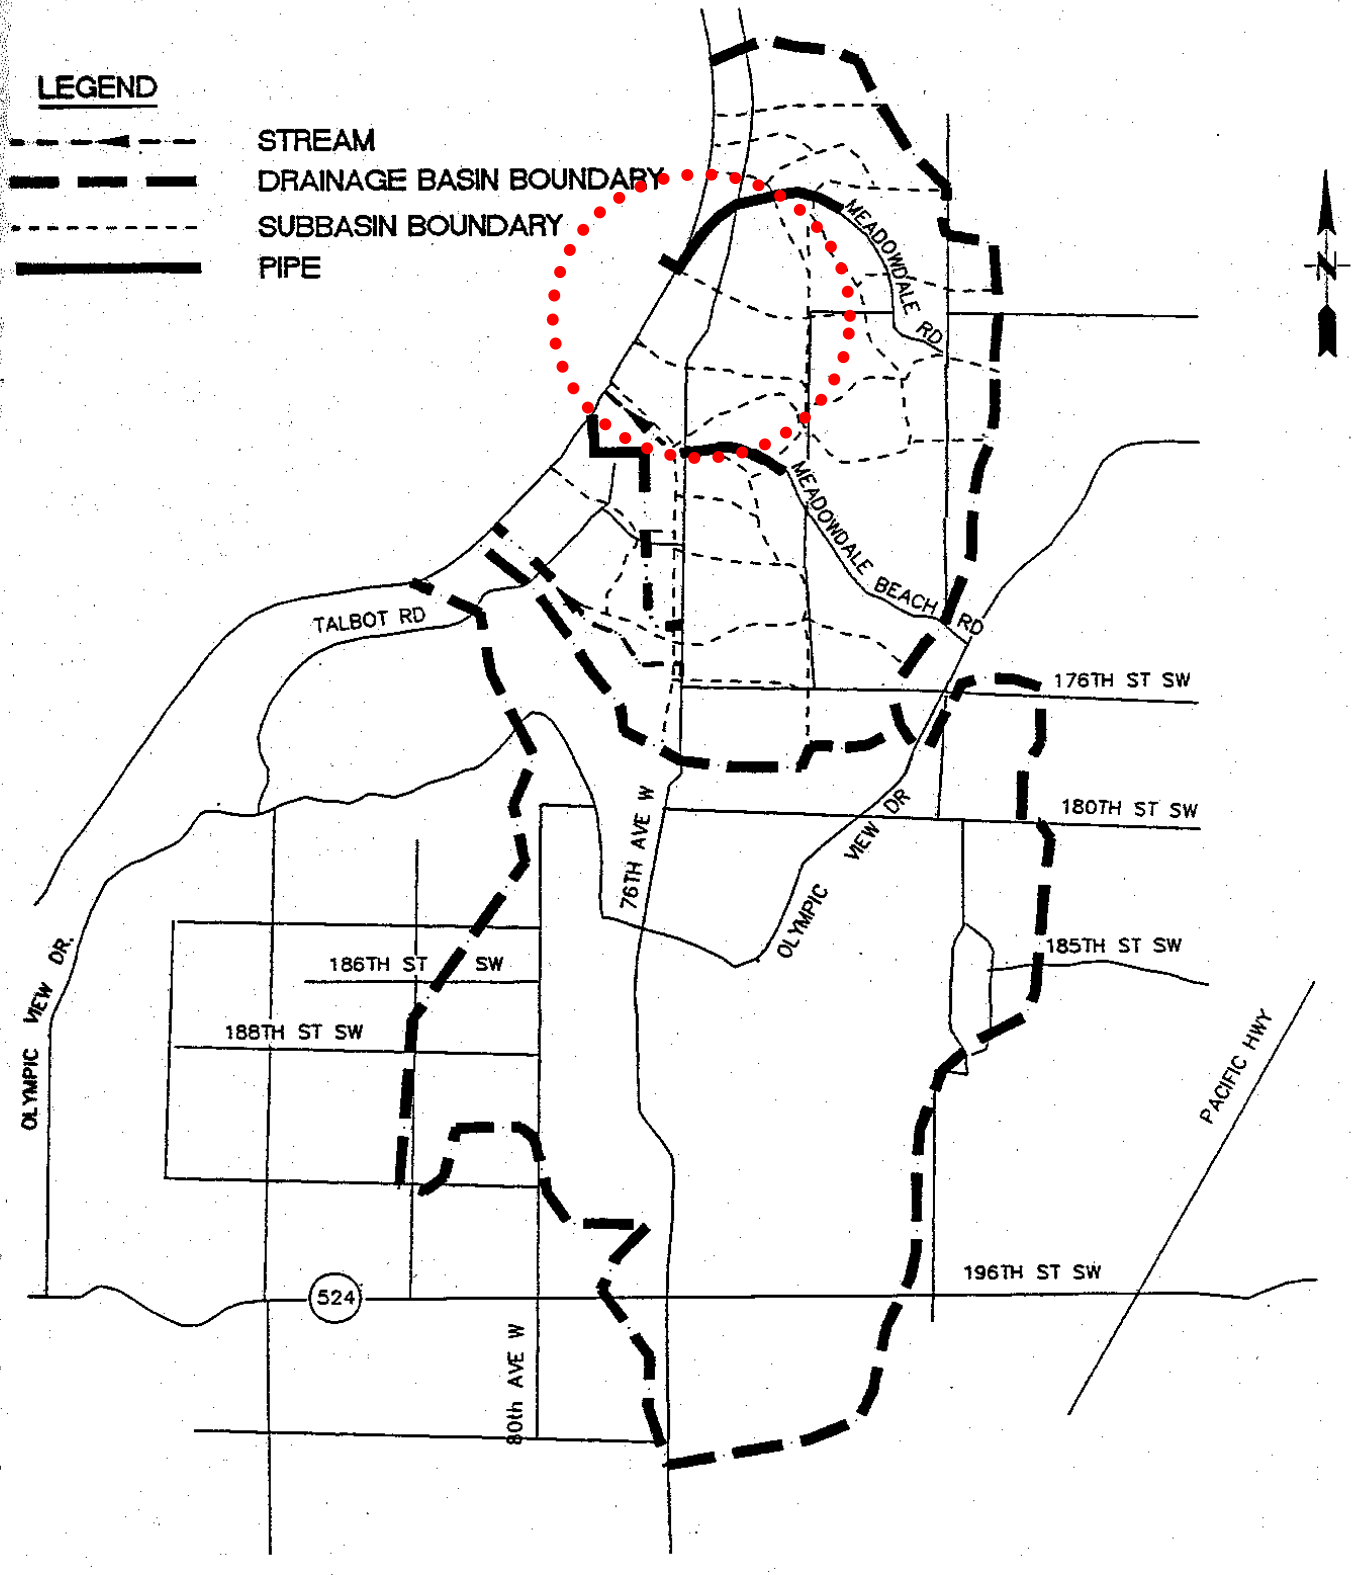 LEGEND
STREAM
DRAINAGE BASIN BOUNDARY
SUBBASIN BOUNDARY
PIPE
N
MEADOWDALE RD
MEADOWDALE BEACH RD
TALBOT RD
176TH ST SW
180TH ST SW
76TH AVE W
OLYMPIC VIEW DR
OLYMPIC VIEW DR.
185TH ST SW
186TH ST SW
188TH ST SW
PACIFIC HWY
196TH ST SW
524
80th AVE W